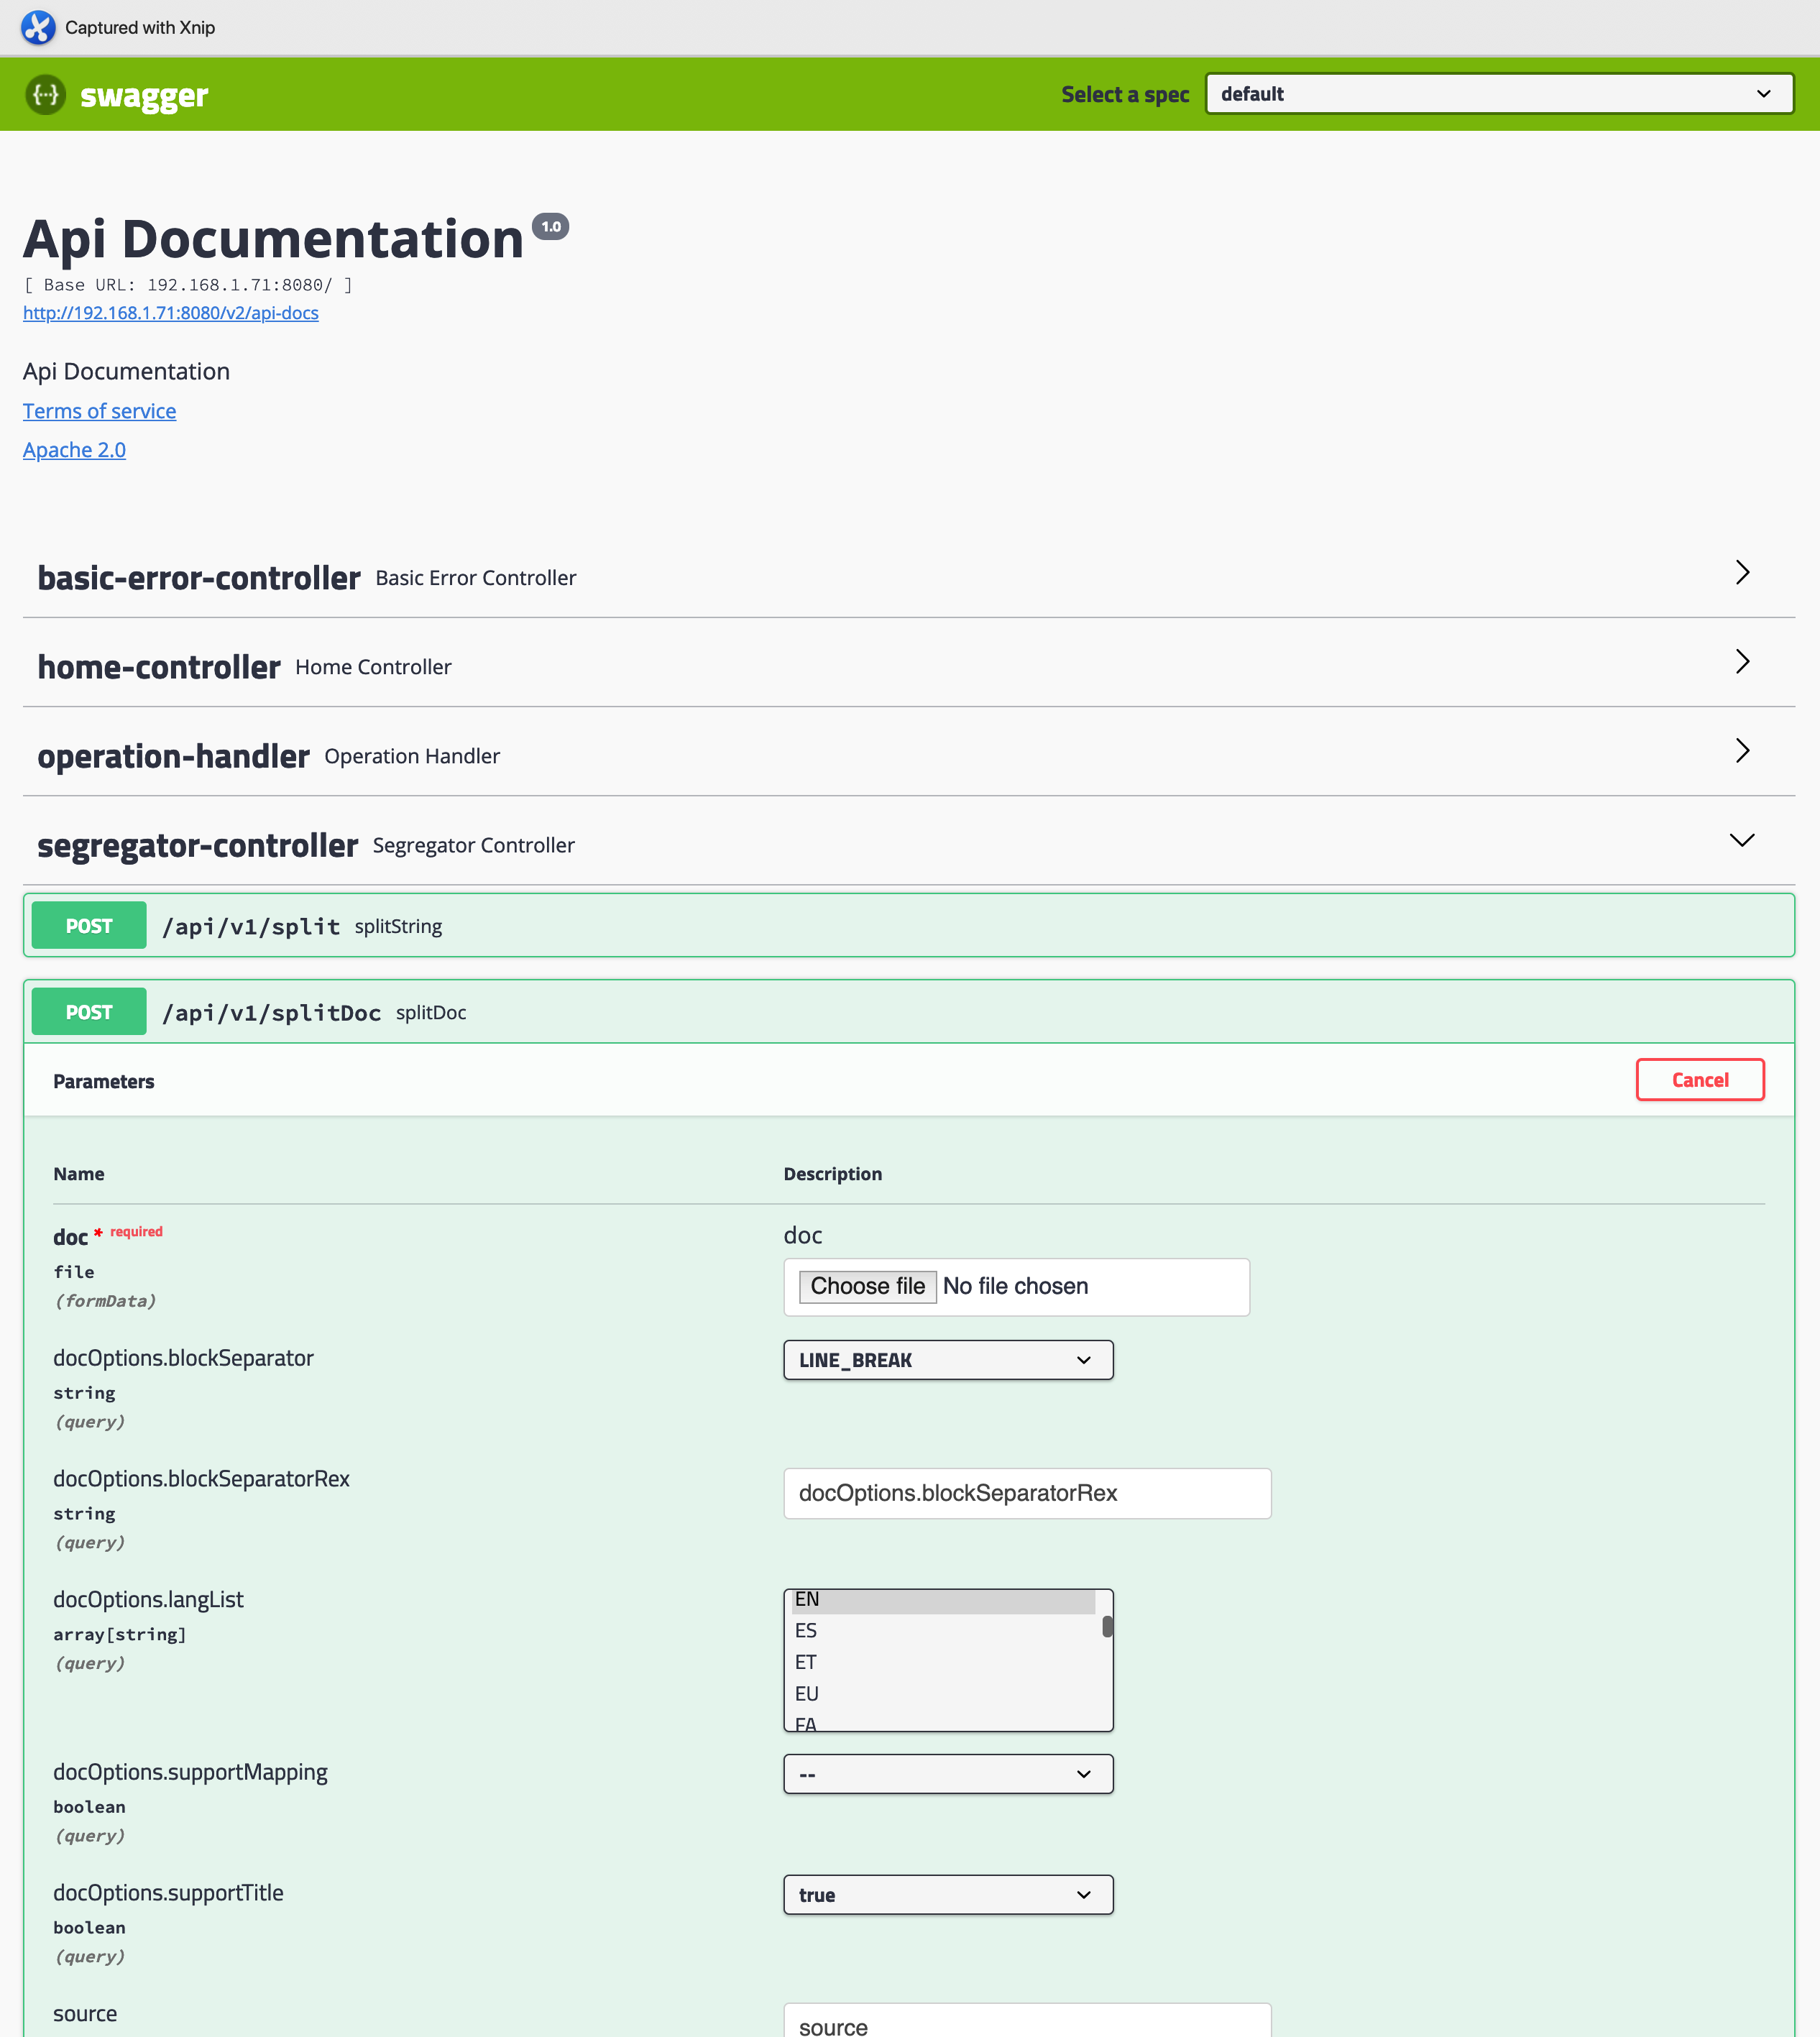 Captured with Xnip
{···} swagger
Select a spec
default
Api Documentation 1.0
[ Base URL: 192.168.1.71:8080/ ]
http://192.168.1.71:8080/v2/api-docs
Api Documentation
Terms of service
Apache 2.0
basic-error-controller Basic Error Controller
home-controller Home Controller
operation-handler Operation Handler
segregator-controller Segregator Controller
POST /api/v1/split splitString
POST /api/v1/splitDoc splitDoc
Parameters
Cancel
Name
Description
doc * required
file
(formData)
doc
Choose file No file chosen
docOptions.blockSeparator
string
(query)
LINE_BREAK
docOptions.blockSeparatorRex
string
(query)
docOptions.blockSeparatorRex
docOptions.langList
array[string]
(query)
EN
ES
ET
EU
FA
docOptions.supportMapping
boolean
(query)
--
docOptions.supportTitle
boolean
(query)
true
source
source